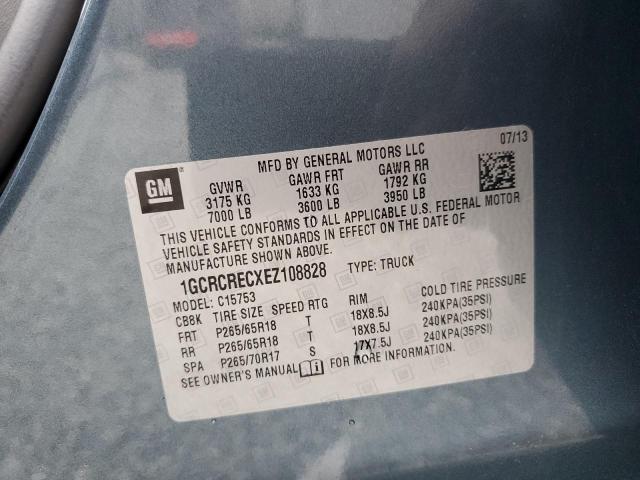 07/13
MFD BY GENERAL MOTORS LLC
GM
GVWR GAWR FRT GAWR RR
3175 KG 1633 KG 1792 KG
7000 LB 3600 LB 3950 LB
THIS VEHICLE CONFORMS TO ALL APPLICABLE U.S. FEDERAL MOTOR
VEHICLE SAFETY STANDARDS IN EFFECT ON THE DATE OF
MANUFACTURE SHOWN ABOVE.
1GCRCRECXEZ108828 TYPE: TRUCK
MODEL: C15753
CB8K TIRE SIZE SPEED RTG RIM COLD TIRE PRESSURE
FRT P265/65R18 T 18X8.5J 240KPA(35PSI)
RR P265/65R18 T 18X8.5J 240KPA(35PSI)
SPA P265/70R17 S 17X7.5J 240KPA(35PSI)
SEE OWNER'S MANUAL FOR MORE INFORMATION.